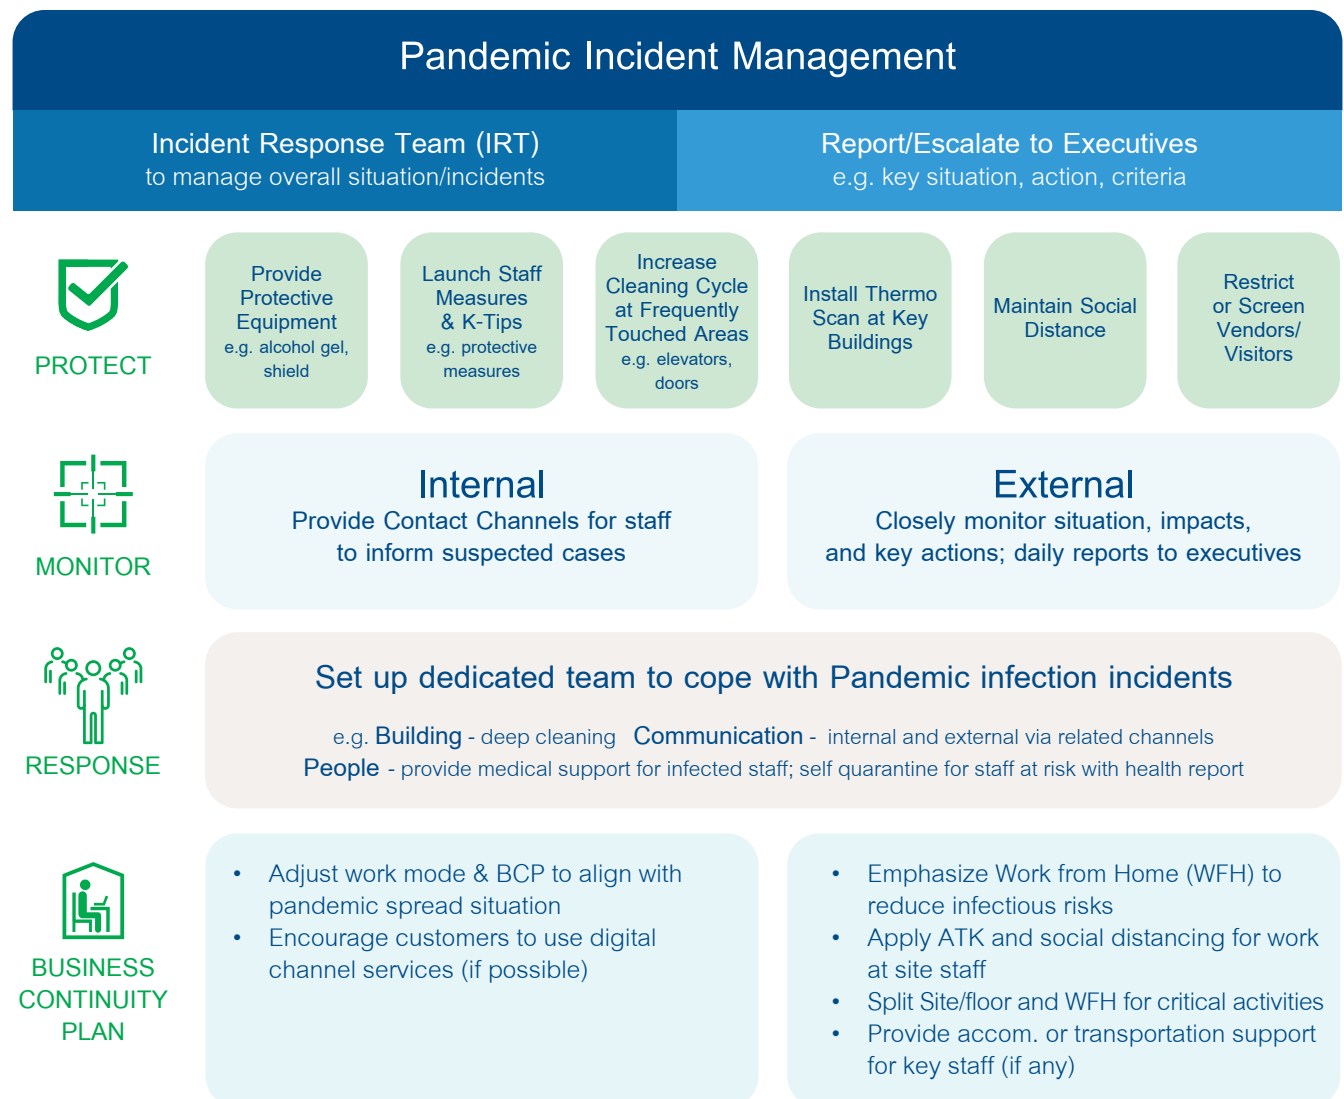 Pandemic Incident Management
Incident Response Team (IRT)
to manage overall situation/incidents
Report/Escalate to Executives
e.g. key situation, action, criteria
PROTECT
Provide
Protective
Equipment
e.g. alcohol gel,
shield
Launch Staff
Measures
& K-Tips
e.g. protective
measures
Increase
Cleaning Cycle
at Frequently
Touched Areas
e.g. elevators,
doors
Install Thermo
Scan at Key
Buildings
Maintain Social
Distance
Restrict
or Screen
Vendors/
Visitors
MONITOR
Internal
Provide Contact Channels for staff
to inform suspected cases
External
Closely monitor situation, impacts,
and key actions; daily reports to executives
RESPONSE
Set up dedicated team to cope with Pandemic infection incidents
e.g. Building - deep cleaning Communication - internal and external via related channels
People - provide medical support for infected staff; self quarantine for staff at risk with health report
BUSINESS
CONTINUITY
PLAN
• Adjust work mode & BCP to align with
pandemic spread situation
• Encourage customers to use digital
channel services (if possible)
• Emphasize Work from Home (WFH) to
reduce infectious risks
• Apply ATK and social distancing for work
at site staff
• Split Site/floor and WFH for critical activities
• Provide accom. or transportation support
for key staff (if any)